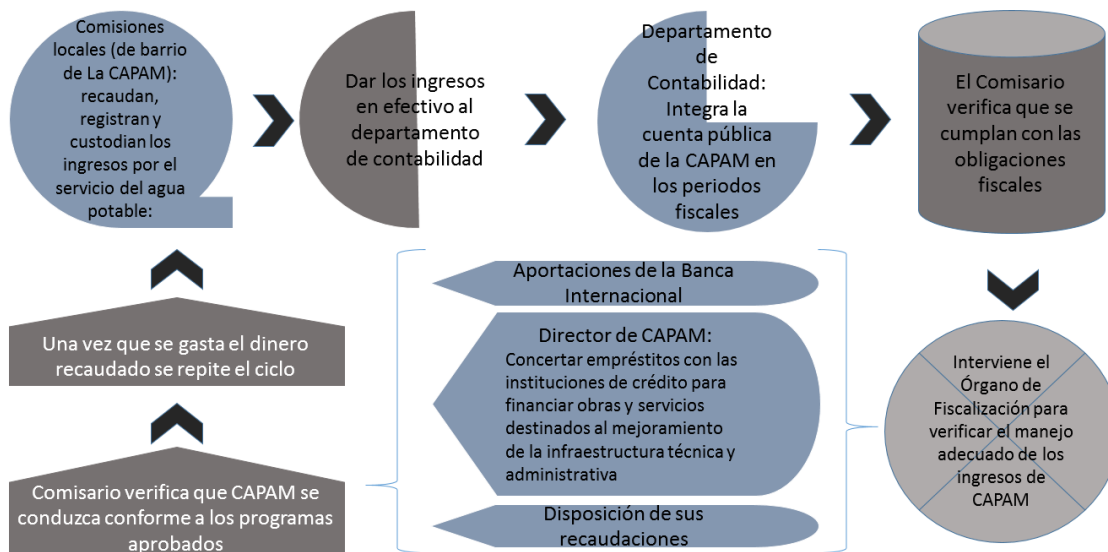 Comisiones
locales (de barrio
de La CAPAM):
recaudan,
registran y
custodian los
ingresos por el
servicio del agua
potable:
Dar los ingresos
en efectivo al
departamento
de contabilidad
Departamento
de
Contabilidad:
Integra la
cuenta pública
de la CAPAM en
los periodos
fiscales
El Comisario
verifica que se
cumplan con las
obligaciones
fiscales
Interviene el
Órgano de
Fiscalización para
verificar el manejo
adecuado de los
ingresos de
CAPAM
Aportaciones de la Banca
Internacional
Director de CAPAM:
Concertar empréstitos con las
instituciones de crédito para
financiar obras y servicios
destinados al mejoramiento
de la infraestructura técnica y
administrativa
Disposición de sus
recaudaciones
Comisario verifica que CAPAM se
conduzca conforme a los programas
aprobados
Una vez que se gasta el dinero
recaudado se repite el ciclo